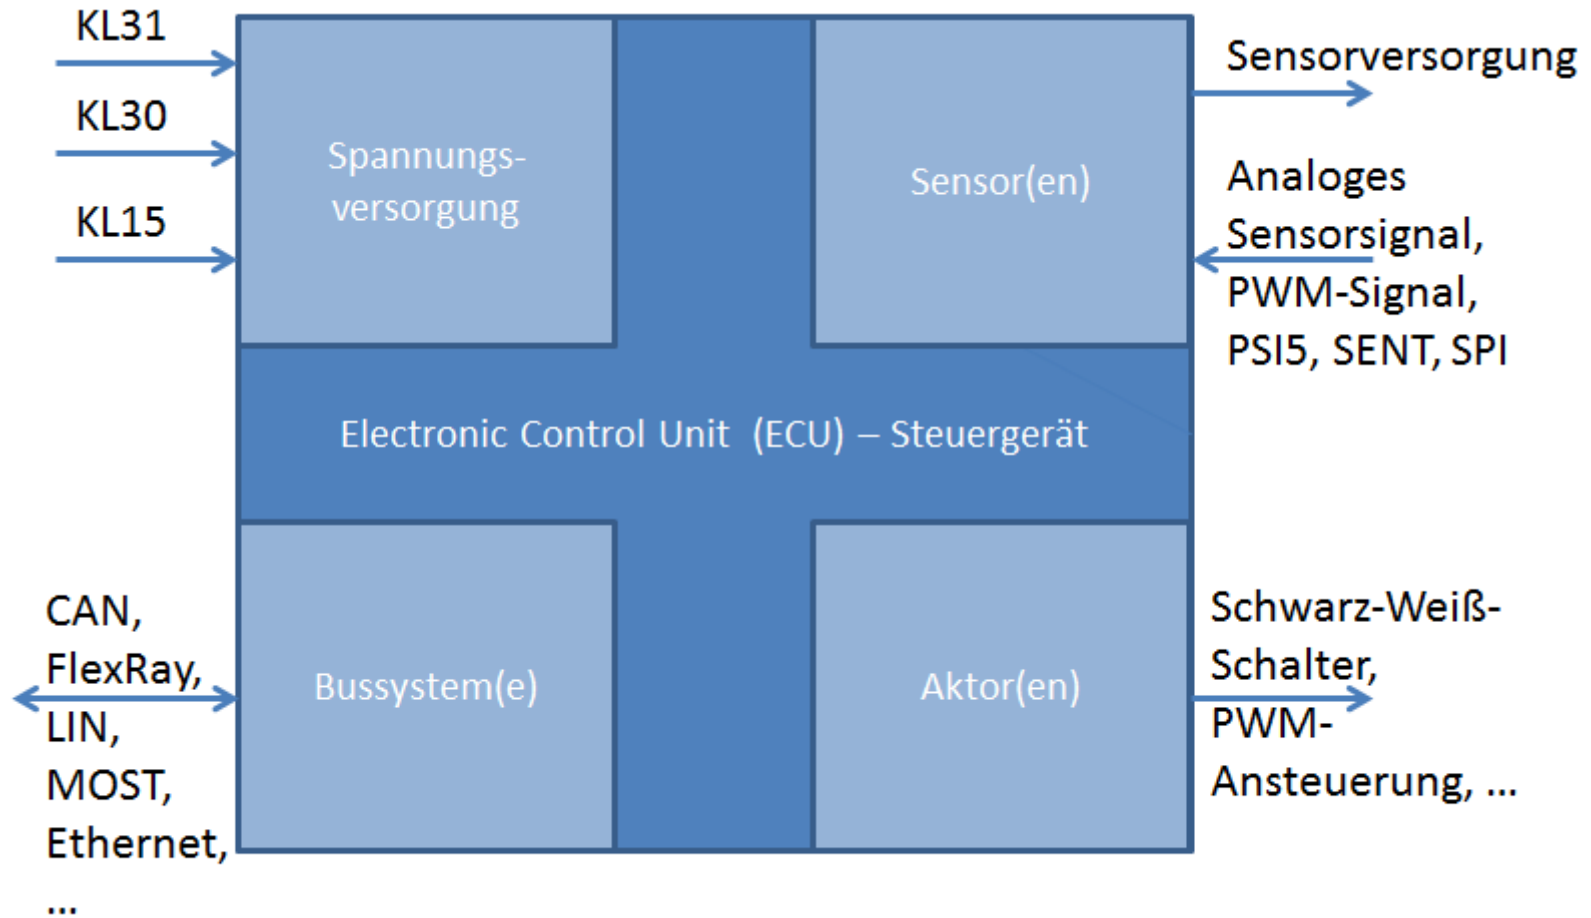 KL31
KL30
KL15
Spannungs-
versorgung
Sensor(en)
Sensorversorgung
Analoges
Sensorsignal,
PWM-Signal,
PSI5, SENT, SPI
Electronic Control Unit  (ECU) – Steuergerät
CAN,
FlexRay,
LIN,
MOST,
Ethernet,
...
Bussystem(e)
Aktor(en)
Schwarz-Weiß-
Schalter,
PWM-
Ansteuerung, ...